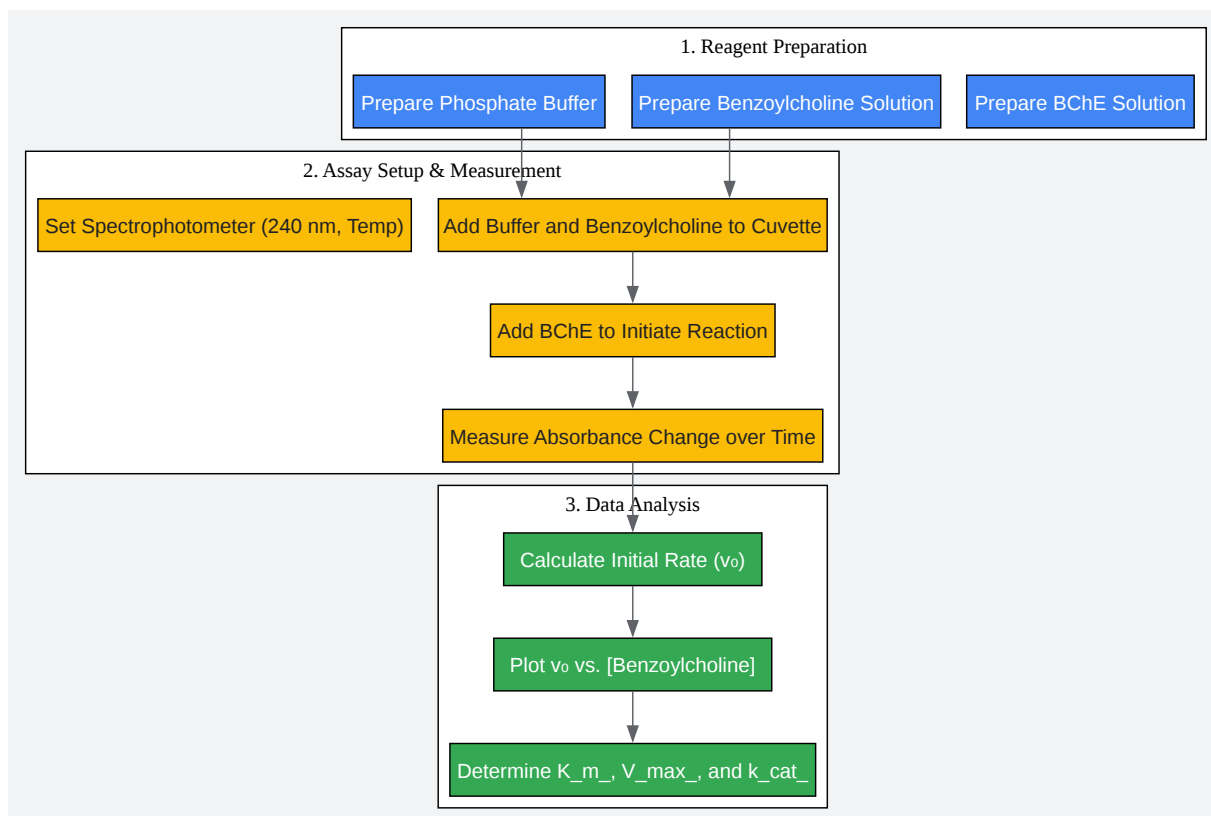 1. Reagent Preparation
Prepare Phosphate Buffer
Prepare Benzoylcholine Solution
Prepare BChE Solution
2. Assay Setup & Measurement
Set Spectrophotometer (240 nm, Temp)
Add Buffer and Benzoylcholine to Cuvette
Add BChE to Initiate Reaction
Measure Absorbance Change over Time
3. Data Analysis
Calculate Initial Rate (v₀)
Plot v₀ vs. [Benzoylcholine]
Determine K_m_, V_max_, and k_cat_